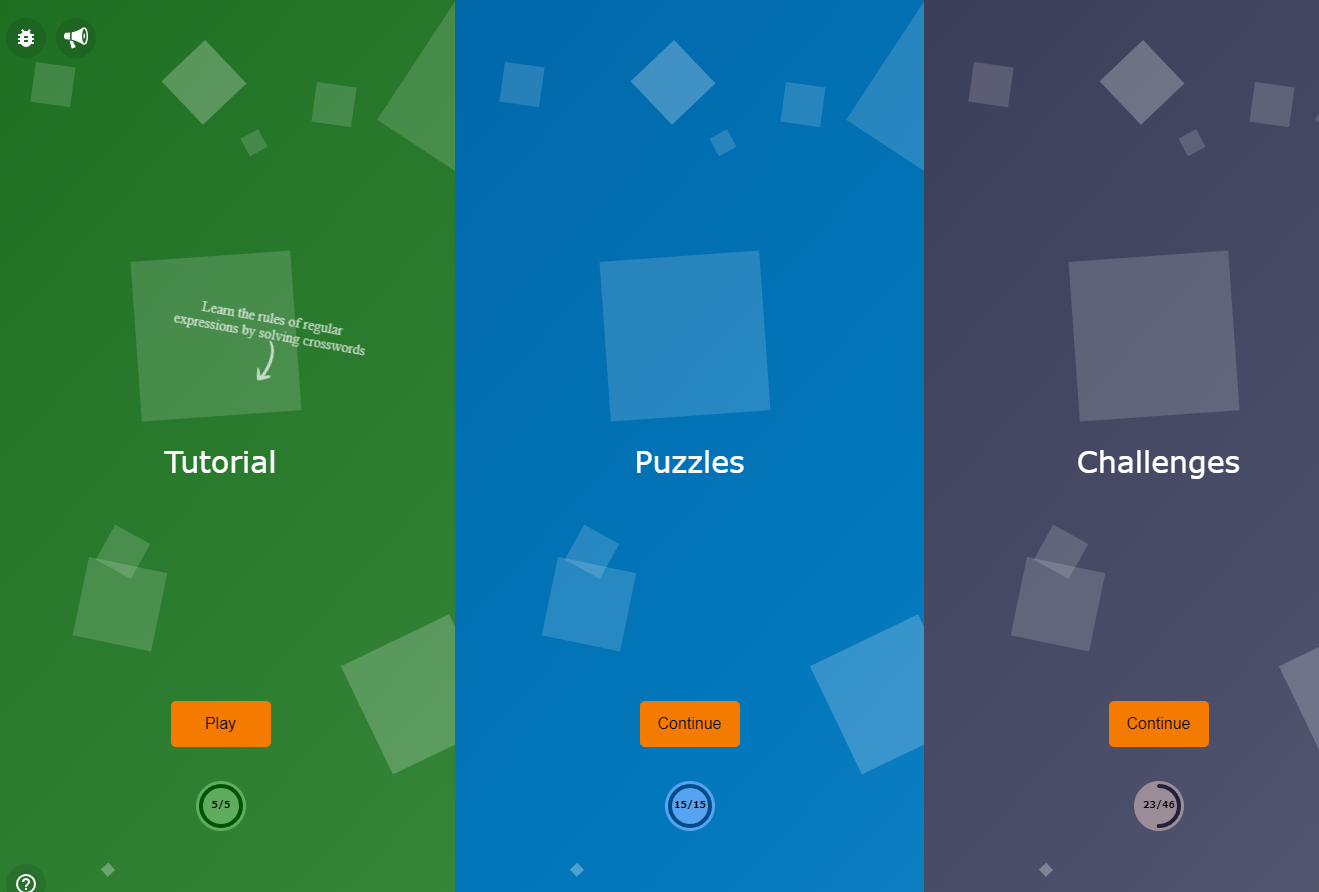 Learn the rules of regular
expressions by solving crosswords
Tutorial
Play
5/5
Puzzles
Continue
15/15
Challenges
Continue
23/46